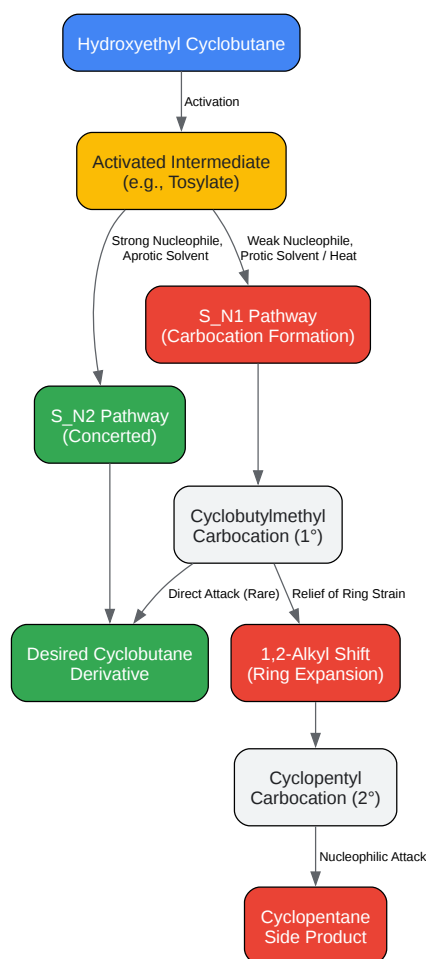 Hydroxyethyl Cyclobutane
Activation
Activated Intermediate
(e.g., Tosylate)
Strong Nucleophile,
Aprotic Solvent
Weak Nucleophile,
Protic Solvent / Heat
S_N1 Pathway
(Carbocation Formation)
S_N2 Pathway
(Concerted)
Cyclobutylmethyl
Carbocation (1°)
Direct Attack (Rare)
Relief of Ring Strain
Desired Cyclobutane
Derivative
1,2-Alkyl Shift
(Ring Expansion)
Cyclopentyl
Carbocation (2°)
Nucleophilic Attack
Cyclopentane
Side Product